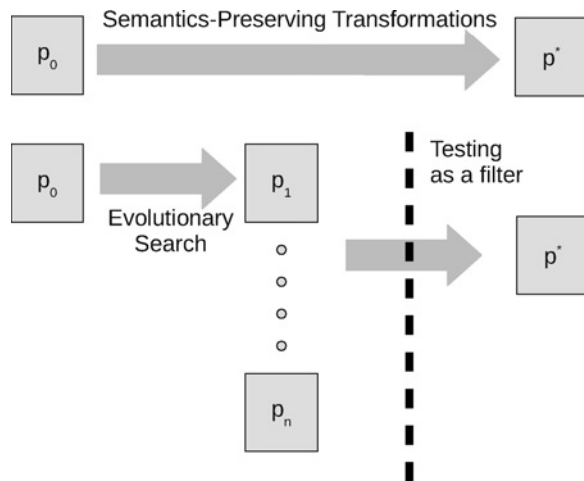 Semantics-Preserving Transformations
p0
p*
p0
p1
Testing
as a filter
Evolutionary
Search
p*
pn